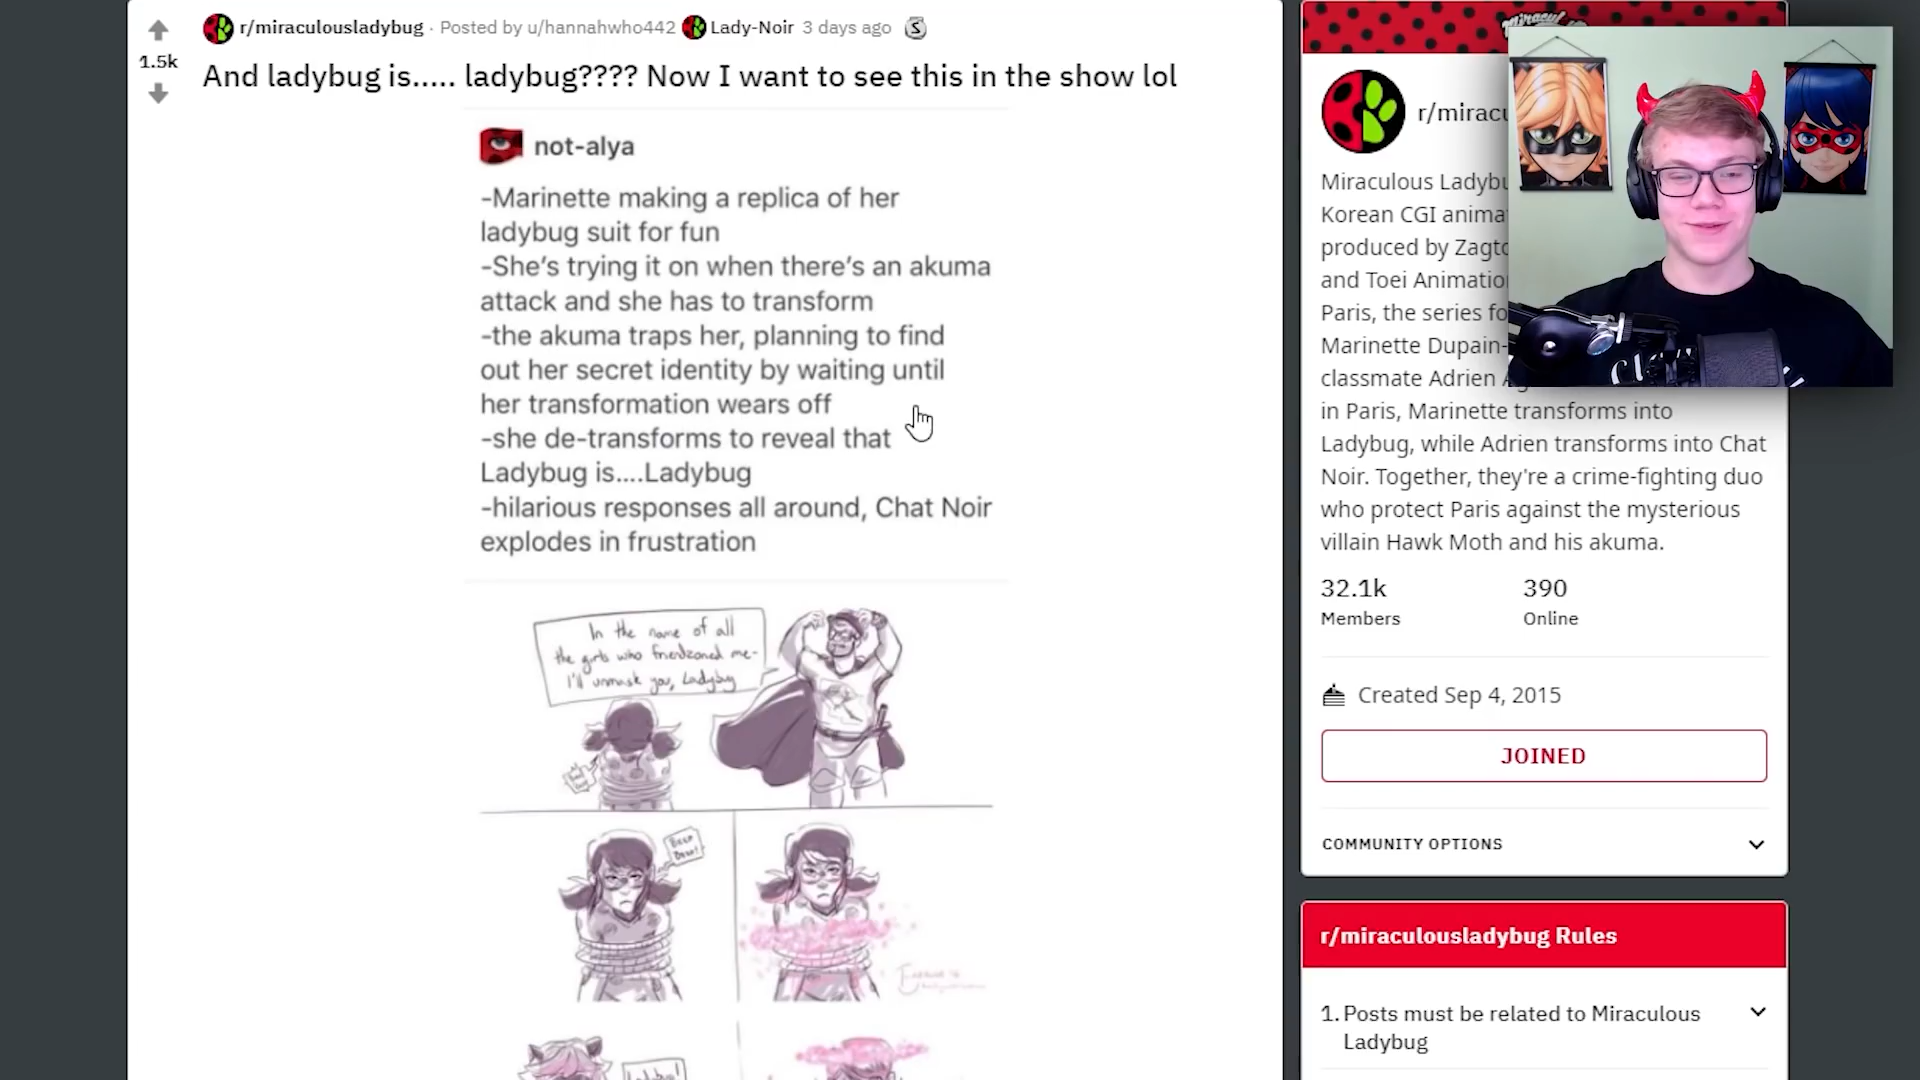 r/miraculousladybug · Posted by u/hannahwho442 Lady-Noir 3 days ago
1.5k
And ladybug is..... ladybug???? Now I want to see this in the show lol
not-alya
-Marinette making a replica of her
ladybug suit for fun
-She's trying it on when there's an akuma
attack and she has to transform
-the akuma traps her, planning to find
out her secret identity by waiting until
her transformation wears off
-she de-transforms to reveal that
Ladybug is....Ladybug
-hilarious responses all around, Chat Noir
explodes in frustration
In the name of all
the girls who friendzoned me-
I'll unmask you, Ladybug
Beep
Beep!
Ladybug!
Miracul
r/miracu
Miraculous Ladybu
Korean CGI anima
produced by Zagto
and Toei Animatio
Paris, the series fo
Marinette Dupain-
classmate Adrien
in Paris, Marinette transforms into
Ladybug, while Adrien transforms into Chat
Noir. Together, they're a crime-fighting duo
who protect Paris against the mysterious
villain Hawk Moth and his akuma.
32.1k 390
Members Online
Created Sep 4, 2015
JOINED
COMMUNITY OPTIONS
r/miraculousladybug Rules
1. Posts must be related to Miraculous
Ladybug